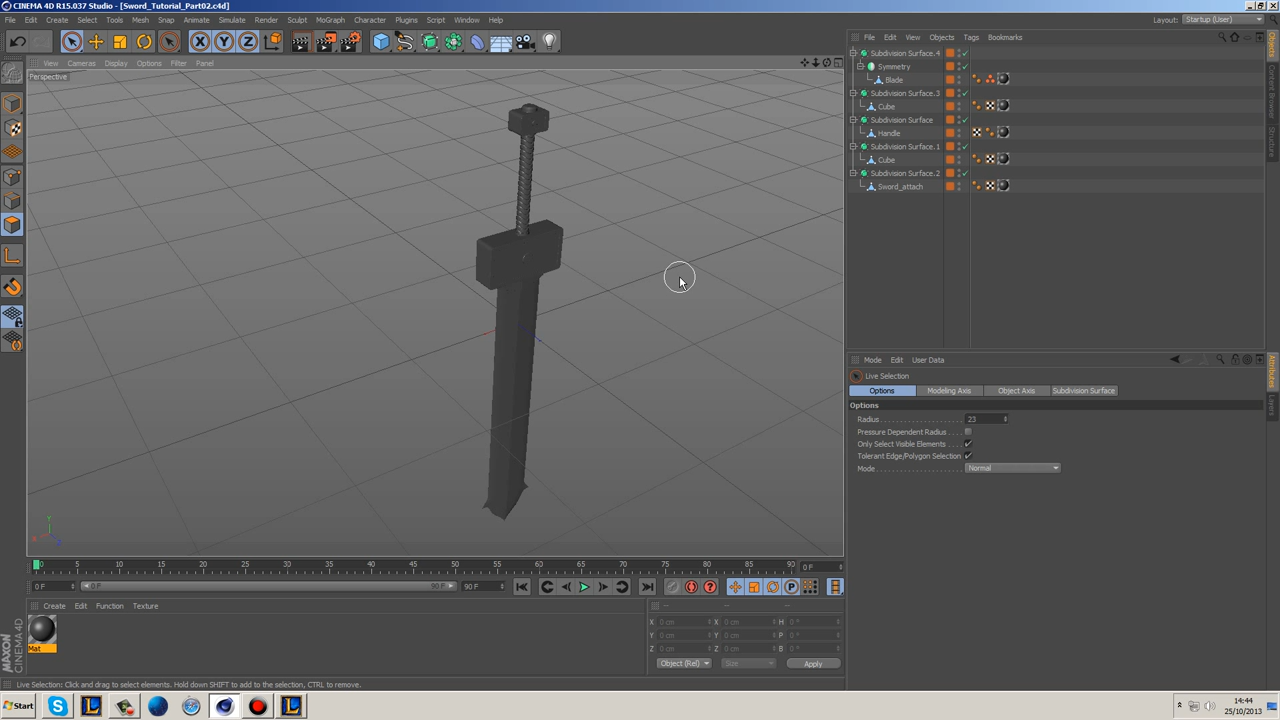 CINEMA 4D R15.037 Studio - [Sword_Tutorial_Part02.c4d]
File Edit Create Select Tools Mesh Snap Animate Simulate Render Sculpt MoGraph Character Plugins Script Window Help
Layout: Startup (User)
File Edit View Objects Tags Bookmarks
View Cameras Display Options Filter Panel
Perspective
Subdivision Surface.4
Symmetry
Blade
Subdivision Surface.3
Cube
Subdivision Surface
Handle
Subdivision Surface.1
Cube
Subdivision Surface.2
Sword_attach
Objects
Content Browser
Structure
Mode Edit User Data
Live Selection
Options Modeling Axis Object Axis Subdivision Surface
Options
Radius 23
Pressure Dependent Radius
Only Select Visible Elements
Tolerant Edge/Polygon Selection
Mode Normal
Attributes
Layers
0 5 10 15 20 25 30 35 40 45 50 55 60 65 70 75 80 85 90 0 F
0 F 0 F 90 F 90 F
Create Edit Function Texture
Mat
X 0 cm X 0 cm H 0 °
Y 0 cm Y 0 cm P 0 °
Z 0 cm Z 0 cm B 0 °
Object (Rel) Size Apply
MAXON
CINEMA 4D
Live Selection: Click and drag to select elements. Hold down SHIFT to add to the selection, CTRL to remove.
Start
14:44
25/10/2013